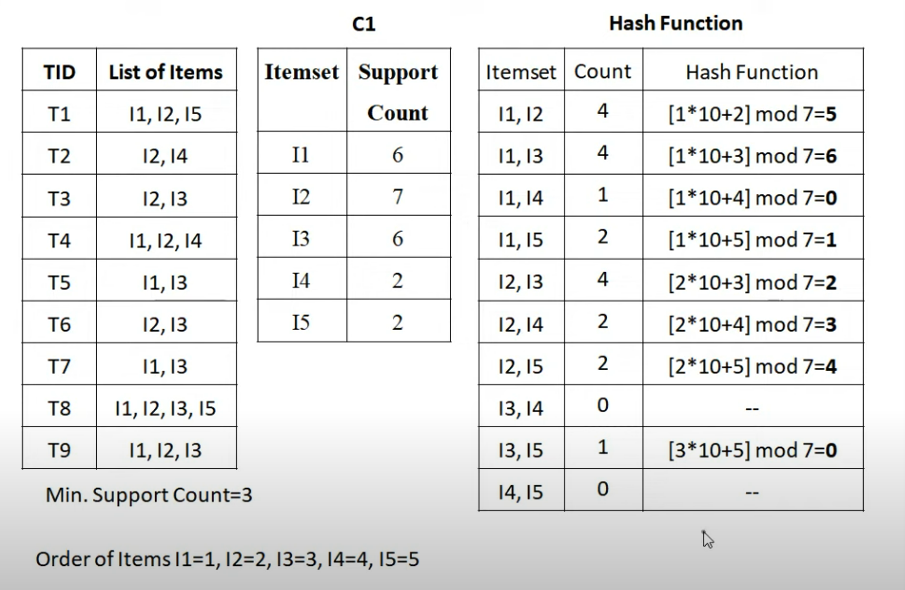 C1
Hash Function
TID List of Items
T1 I1, I2, I5
T2 I2, I4
T3 I2, I3
T4 I1, I2, I4
T5 I1, I3
T6 I2, I3
T7 I1, I3
T8 I1, I2, I3, I5
T9 I1, I2, I3
Min. Support Count=3
Order of Items I1=1, I2=2, I3=3, I4=4, I5=5
Itemset Support
Count
I1 6
I2 7
I3 6
I4 2
I5 2
Itemset Count Hash Function
I1, I2 4 [1*10+2] mod 7=5
I1, I3 4 [1*10+3] mod 7=6
I1, I4 1 [1*10+4] mod 7=0
I1, I5 2 [1*10+5] mod 7=1
I2, I3 4 [2*10+3] mod 7=2
I2, I4 2 [2*10+4] mod 7=3
I2, I5 2 [2*10+5] mod 7=4
I3, I4 0 --
I3, I5 1 [3*10+5] mod 7=0
I4, I5 0 --